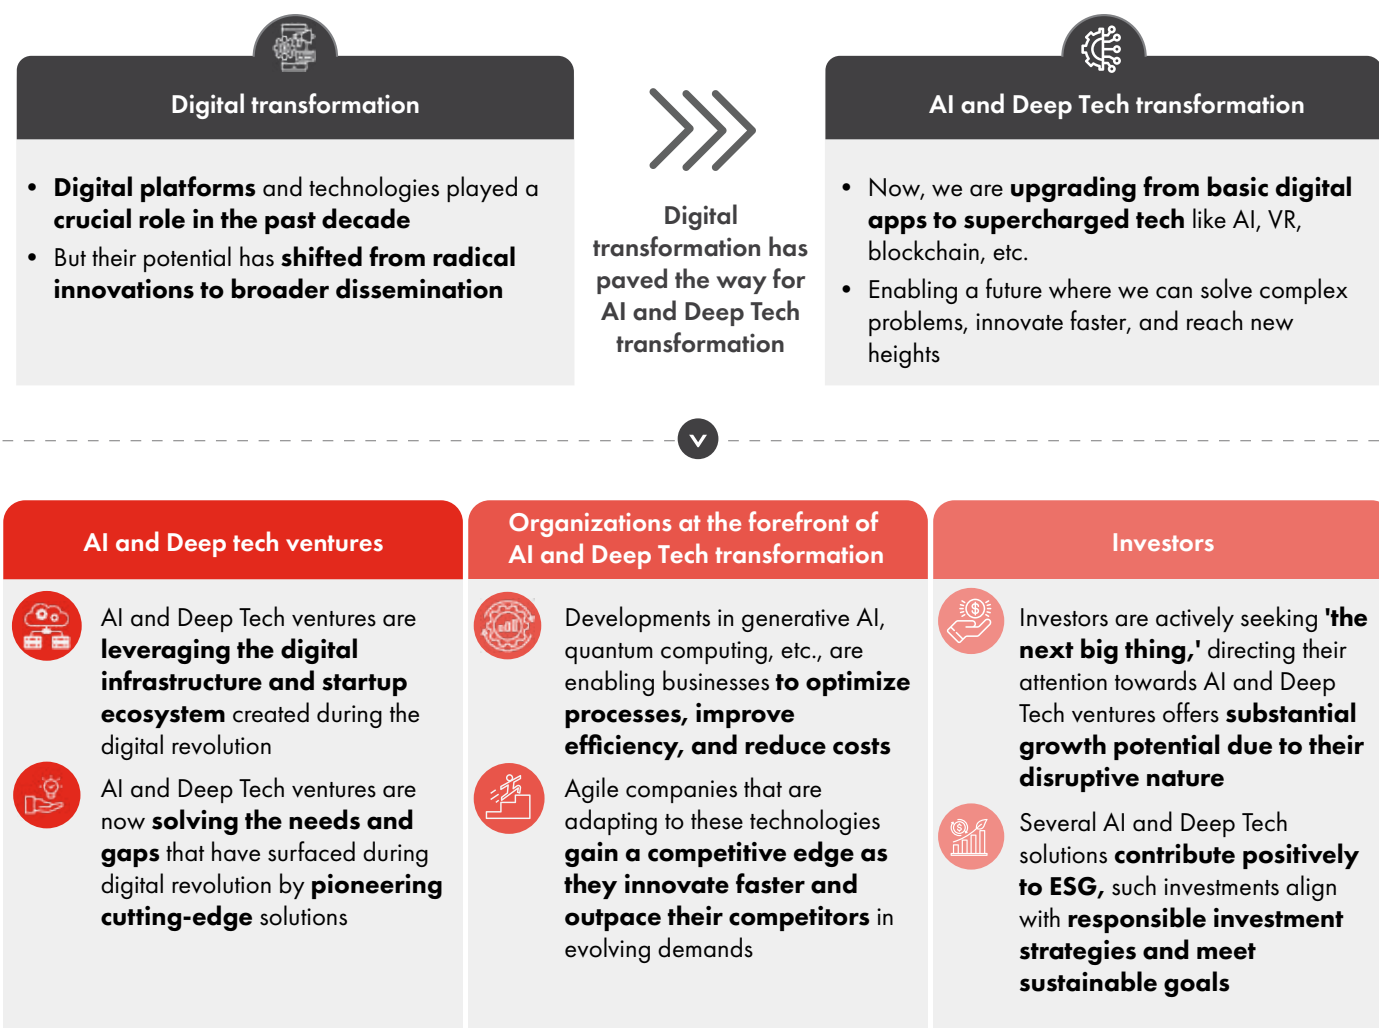 Digital transformation
• Digital platforms and technologies played a
crucial role in the past decade
• But their potential has shifted from radical
innovations to broader dissemination
Digital
transformation has
paved the way for
AI and Deep Tech
transformation
AI and Deep Tech transformation
• Now, we are upgrading from basic digital
apps to supercharged tech like AI, VR,
blockchain, etc.
• Enabling a future where we can solve complex
problems, innovate faster, and reach new
heights
AI and Deep tech ventures
AI and Deep Tech ventures are
leveraging the digital
infrastructure and startup
ecosystem created during the
digital revolution
AI and Deep Tech ventures are
now solving the needs and
gaps that have surfaced during
digital revolution by pioneering
cutting-edge solutions
Organizations at the forefront of
AI and Deep Tech transformation
Developments in generative AI,
quantum computing, etc., are
enabling businesses to optimize
processes, improve
efficiency, and reduce costs
Agile companies that are
adapting to these technologies
gain a competitive edge as
they innovate faster and
outpace their competitors in
evolving demands
Investors
Investors are actively seeking 'the
next big thing,' directing their
attention towards AI and Deep
Tech ventures offers substantial
growth potential due to their
disruptive nature
Several AI and Deep Tech
solutions contribute positively
to ESG, such investments align
with responsible investment
strategies and meet
sustainable goals